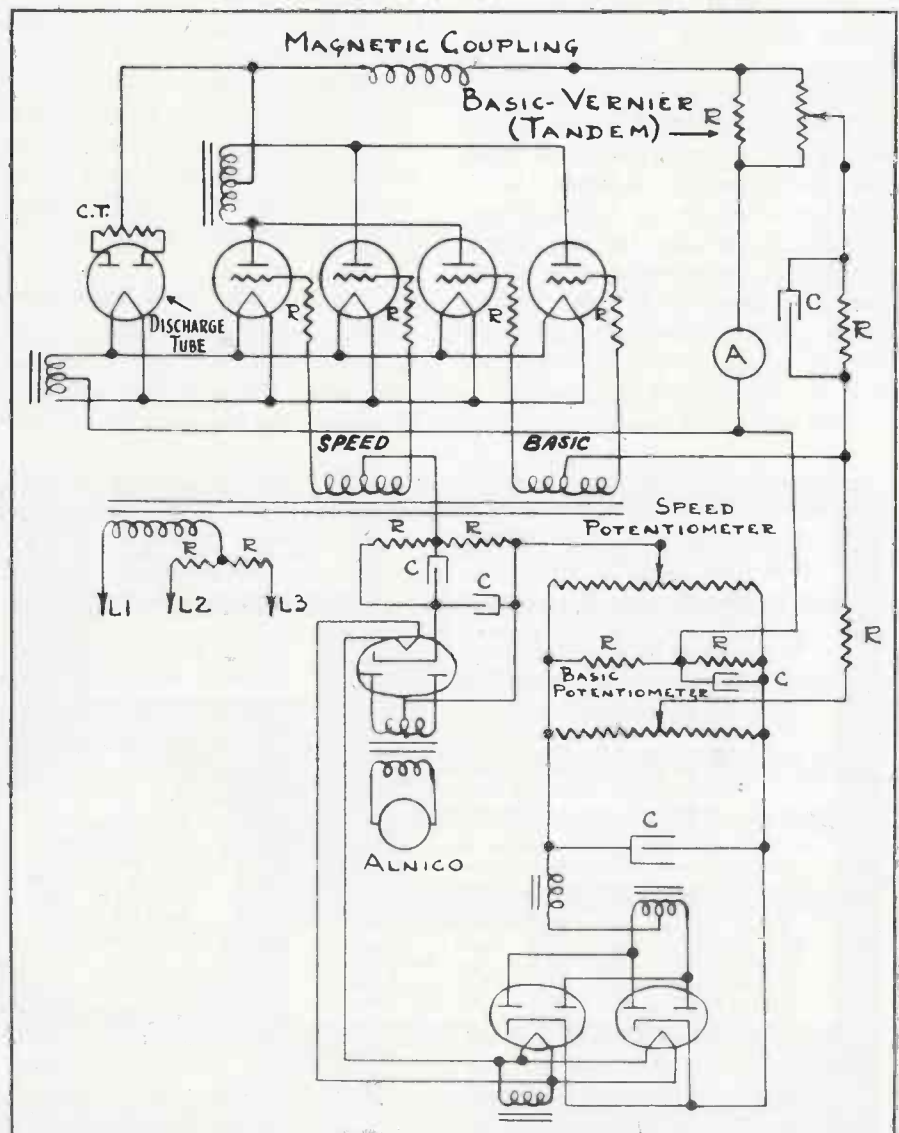 MAGNETIC COUPLING
BASIC-VERNIER
(TANDEM)
R
C.T.
DISCHARGE
TUBE
R
R
R
R
C
R
A
SPEED
BASIC
SPEED
POTENTIOMETER
R
R
R
R
C
C
L1
L2
L3
R
R
R
BASIC
POTENTIOMETER
C
C
ALNICO